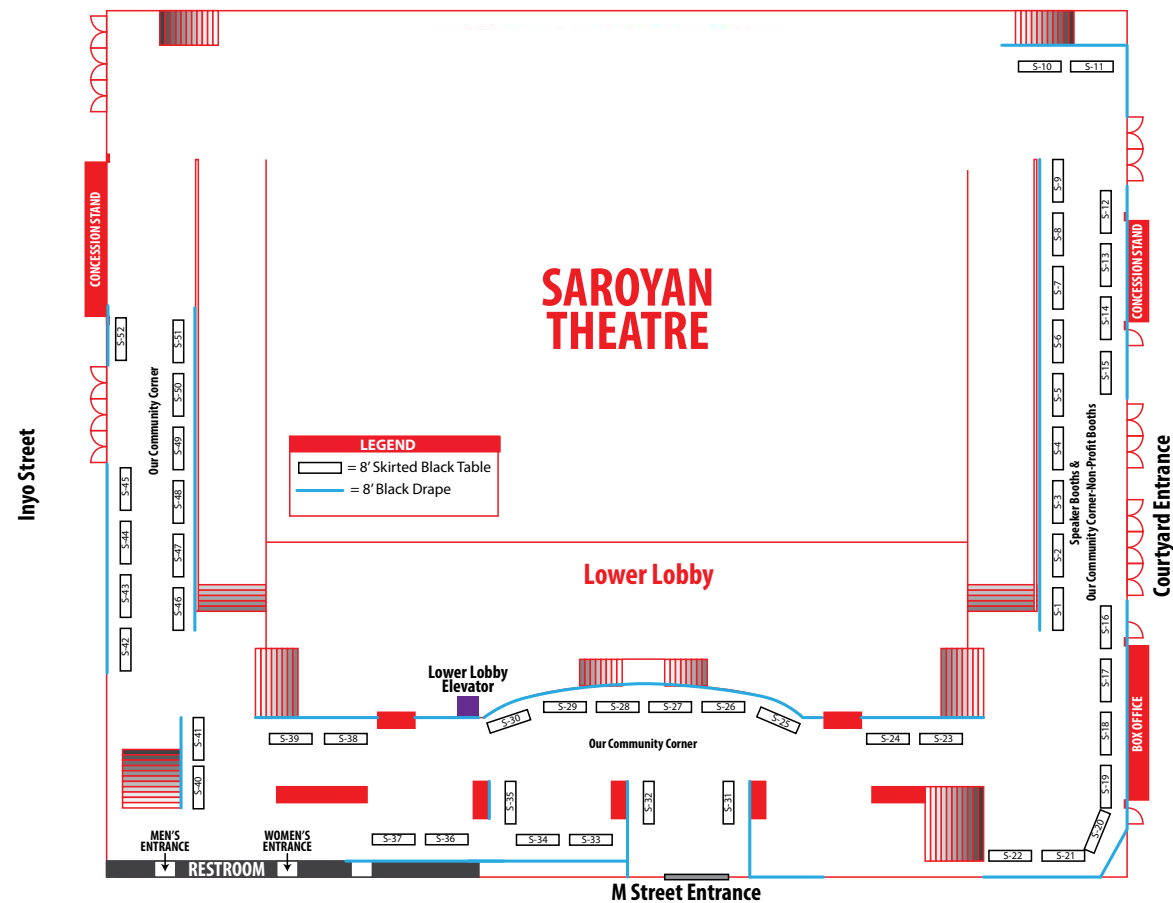 S-10
S-11
CONCESSION STAND
S-9
S-12
S-8
CONCESSION STAND
S-13
S-7
S-14
SAROYAN
THEATRE
S-52
S-51
S-6
S-15
Our Community Corner
S-50
S-5
Inyo Street
LEGEND
= 8' Skirted Black Table
= 8' Black Drape
S-49
S-4
S-45
S-48
S-3
Speaker Booths &
Our Community Corner-Non-Profit Booths
Courtyard Entrance
S-44
S-47
S-2
S-43
S-46
S-1
Lower Lobby
S-42
S-16
Lower Lobby
Elevator
S-17
BOX OFFICE
S-30
S-29
S-28
S-27
S-26
S-25
S-18
S-41
S-39
S-38
Our Community Corner
S-24
S-23
S-40
S-35
S-32
S-31
S-19
S-20
MEN'S
ENTRANCE
WOMEN'S
ENTRANCE
S-37
S-36
S-34
S-33
S-22
S-21
RESTROOM
M Street Entrance